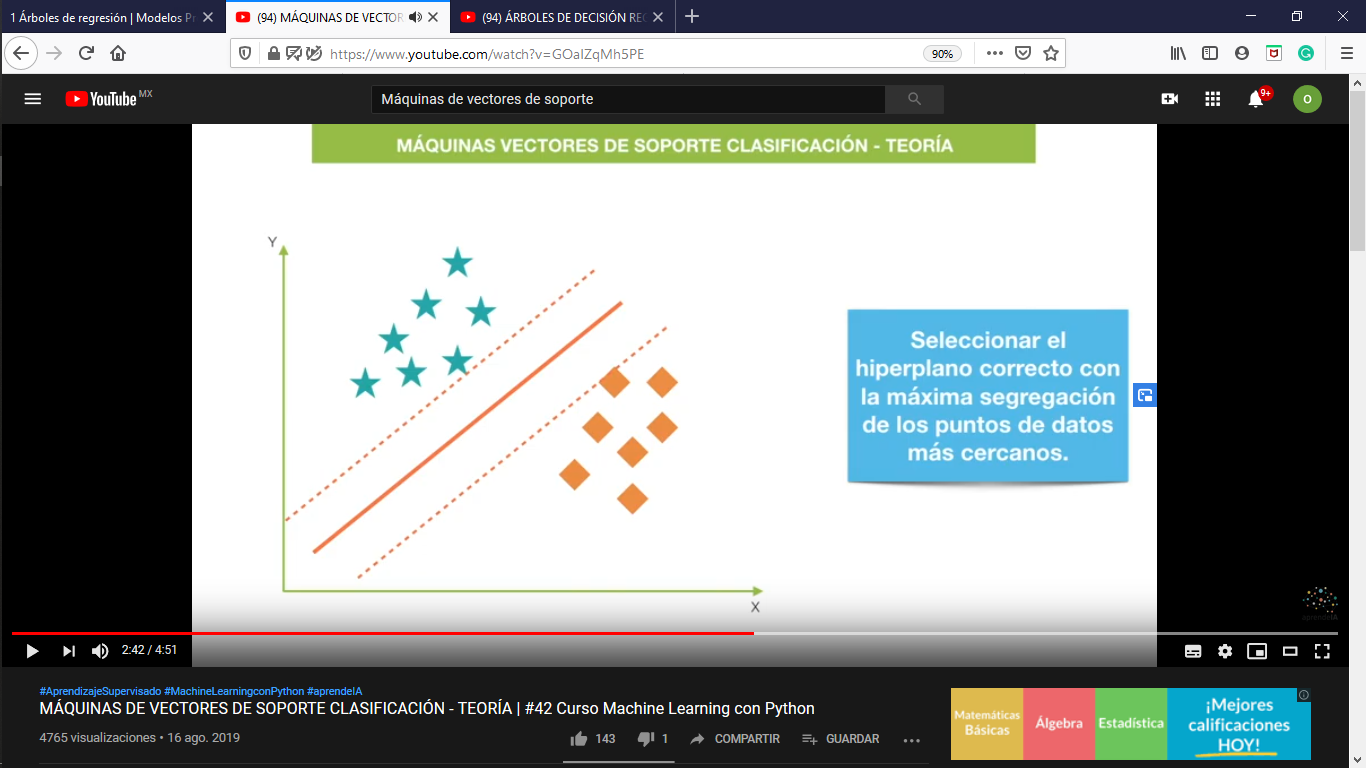 1 Árboles de regresión | Modelos Pr
(94) MÁQUINAS DE VECTOR
(94) ÁRBOLES DE DECISIÓN REG
https://www.youtube.com/watch?v=GOaIZqMh5PE
90%
YouTube MX
Máquinas de vectores de soporte
9+
O
MÁQUINAS VECTORES DE SOPORTE CLASIFICACIÓN - TEORÍA
Y
X
Seleccionar el
hiperplano correcto con
la máxima segregación
de los puntos de datos
más cercanos.
aprendeIA
2:42 / 4:51
#AprendizajeSupervisado #MachineLearningconPython #aprendeIA
MÁQUINAS DE VECTORES DE SOPORTE CLASIFICACIÓN - TEORÍA | #42 Curso Machine Learning con Python
4765 visualizaciones • 16 ago. 2019
143
1
COMPARTIR
GUARDAR
Matemáticas
Básicas
Álgebra
Estadística
¡Mejores
calificaciones
HOY!